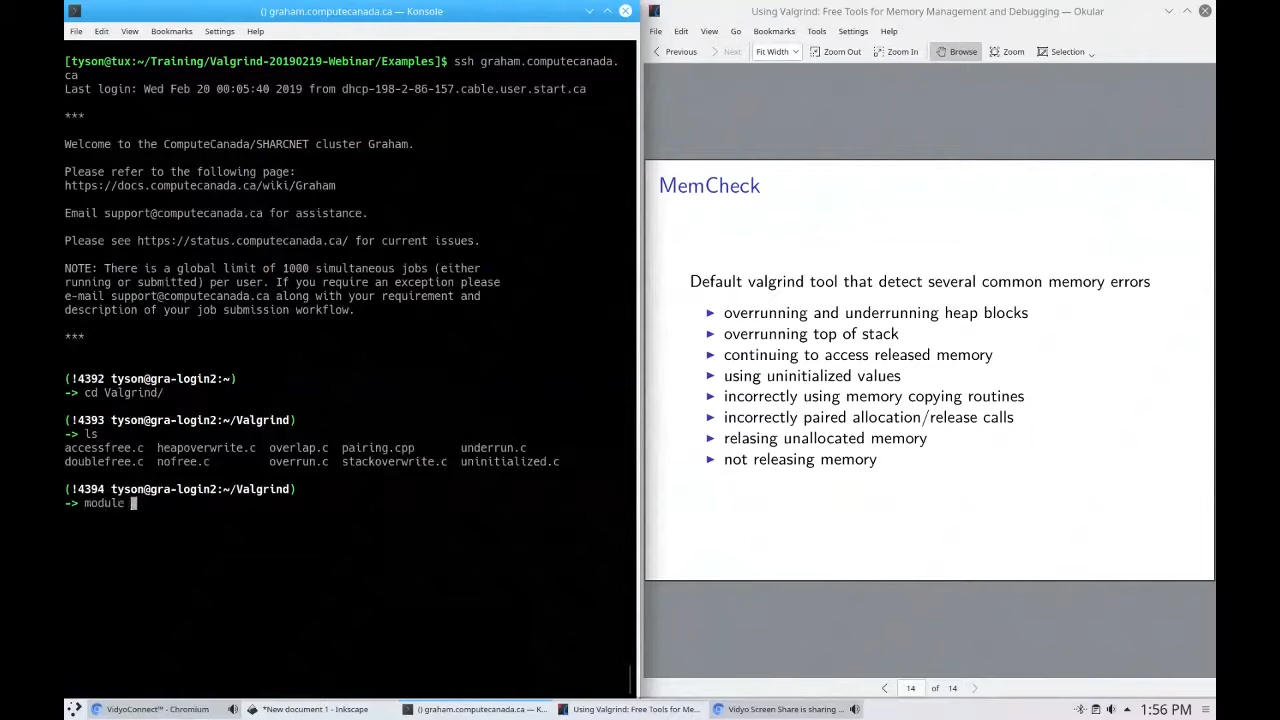 () graham.computecanada.ca — Konsole
File Edit View Bookmarks Settings Help
[tyson@tux:~/Training/Valgrind-20190219-Webinar/Examples]$ ssh graham.computecanada.
ca
Last login: Wed Feb 20 00:05:40 2019 from dhcp-198-2-86-157.cable.user.start.ca
***
Welcome to the ComputeCanada/SHARCNET cluster Graham.
Please refer to the following page:
https://docs.computecanada.ca/wiki/Graham
Email support@computecanada.ca for assistance.
Please see https://status.computecanada.ca/ for current issues.
NOTE: There is a global limit of 1000 simultaneous jobs (either
running or submitted) per user. If you require an exception please
e-mail support@computecanada.ca along with your requirement and
description of your job submission workflow.
***
(!4392 tyson@gra-login2:~)
-> cd Valgrind/
(!4393 tyson@gra-login2:~/Valgrind)
-> ls
accessfree.c heapoverwrite.c overlap.c pairing.cpp underrun.c
doublefree.c nofree.c overrun.c stackoverwrite.c uninitialized.c
(!4394 tyson@gra-login2:~/Valgrind)
-> module
Using Valgrind: Free Tools for Memory Management and Debugging — Okular
File Edit View Go Bookmarks Tools Settings Help
Previous Next Fit Width Zoom Out Zoom In Browse Zoom Selection
MemCheck
Default valgrind tool that detect several common memory errors
overrunning and underrunning heap blocks
overrunning top of stack
continuing to access released memory
using uninitialized values
incorrectly using memory copying routines
incorrectly paired allocation/release calls
relasing unallocated memory
not releasing memory
14 of 14
VidyoConnect™ - Chromium *New document 1 - Inkscape () graham.computecanada.ca — K... Using Valgrind: Free Tools for Me... Vidyo Screen Share is sharing ... 1:56 PM